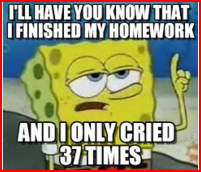 I'LL HAVE YOU KNOW THAT
I FINISHED MY HOMEWORK
AND I ONLY CRIED
37 TIMES